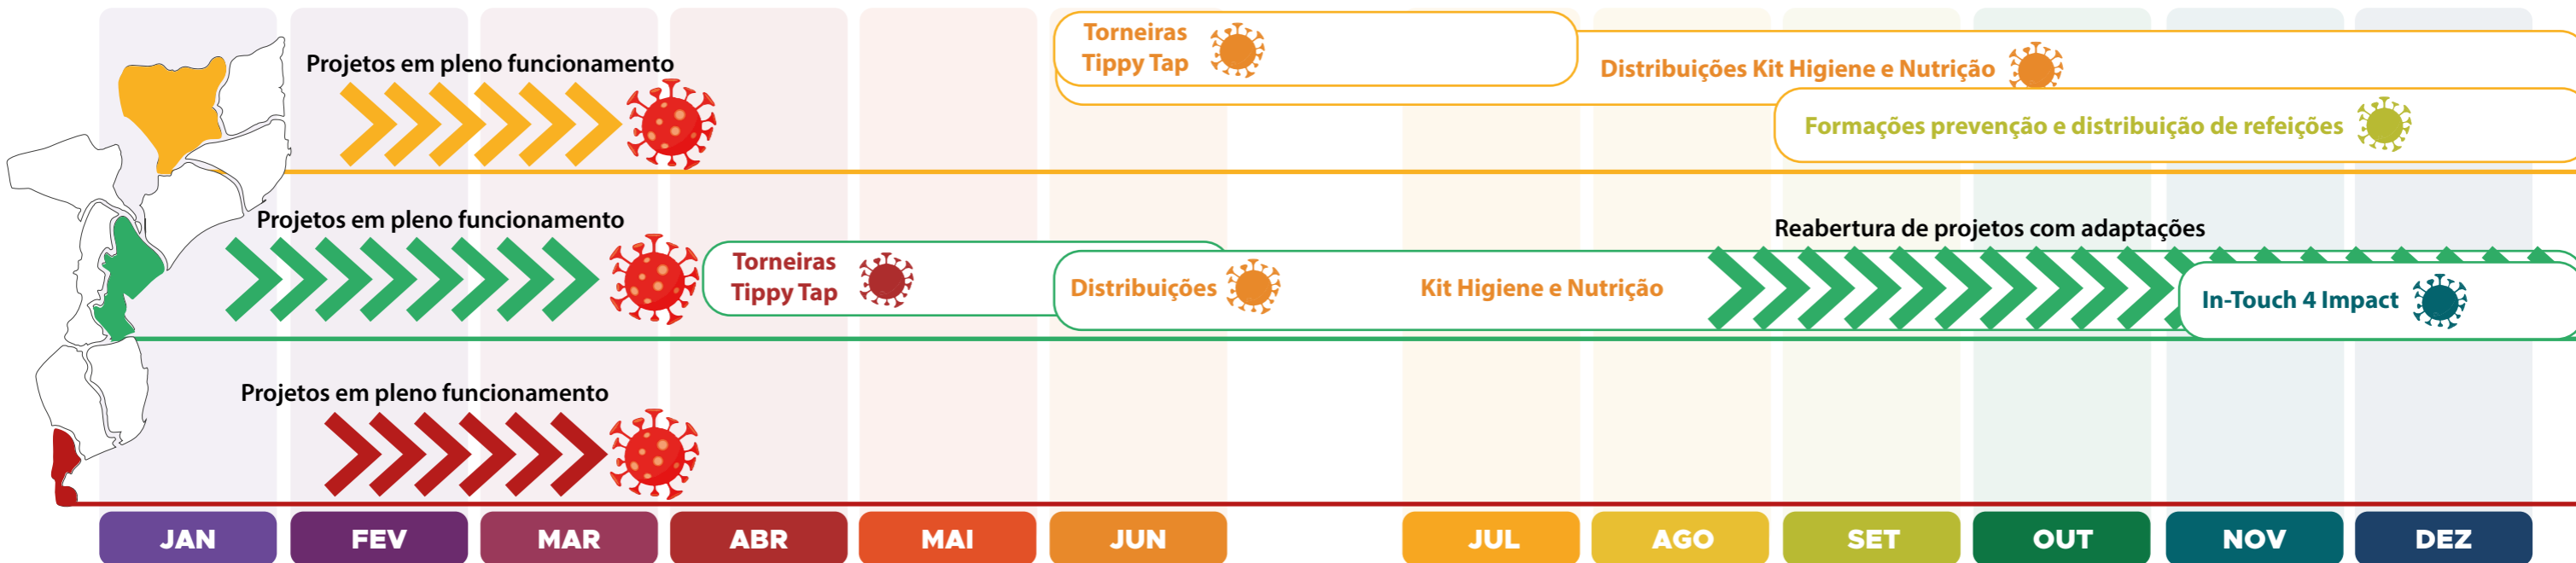 Projetos em pleno funcionamento
Torneiras
Tippy Tap
Distribuições Kit Higiene e Nutrição
Formações prevenção e distribuição de refeições
Projetos em pleno funcionamento
Torneiras
Tippy Tap
Distribuições
Kit Higiene e Nutrição
Reabertura de projetos com adaptações
In-Touch 4 Impact
Projetos em pleno funcionamento
JAN FEV MAR ABR MAI JUN JUL AGO SET OUT NOV DEZ